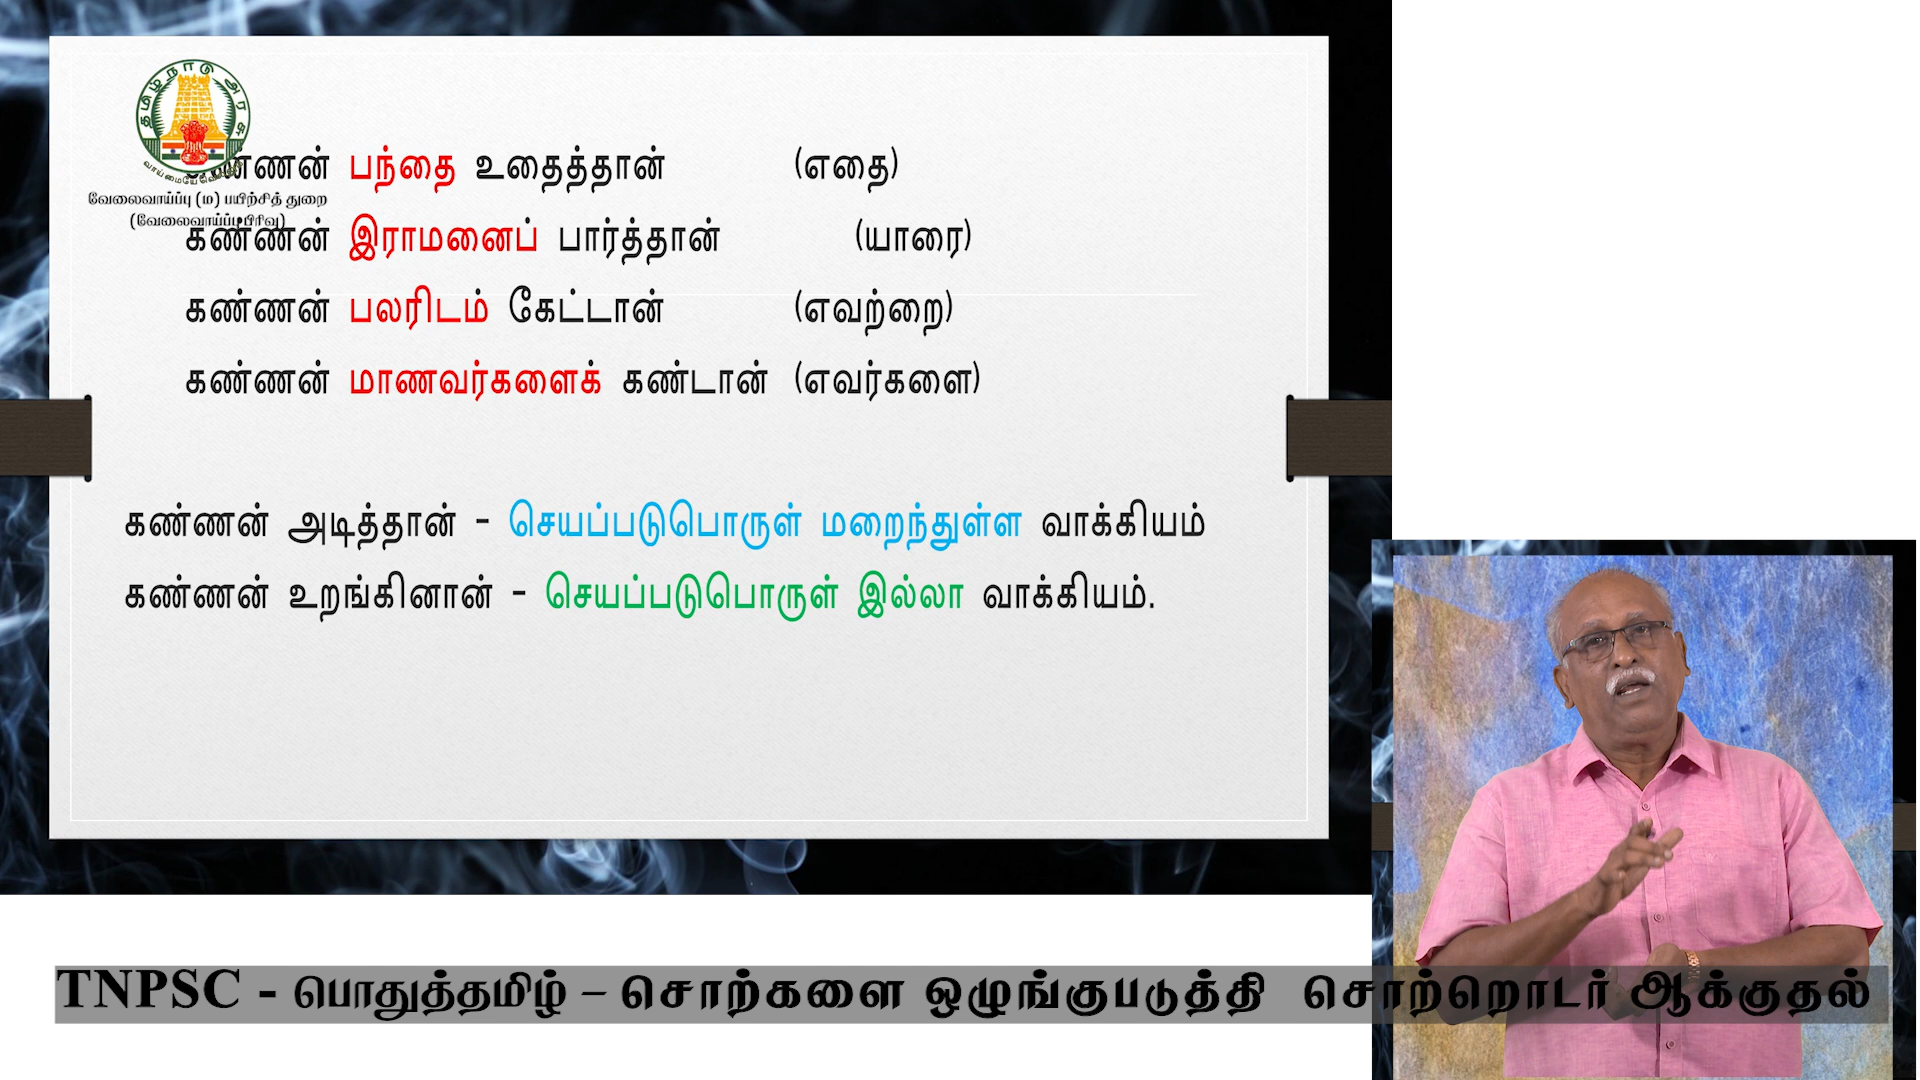 தமிழ்நாடு அரசு
வேலைவாய்ப்பு (ம) பயிற்சித் துறை
(வேலைவாய்ப்பு பிரிவு)
பந்தை உதைத்தான் (எதை)
கண்ணன் இராமனைப் பார்த்தான் (யாரை)
கண்ணன் பலரிடம் கேட்டான் (எவற்றை)
கண்ணன் மாணவர்களைக் கண்டான் (எவர்களை)
கண்ணன் அடித்தான் - செயப்படுபொருள் மறைந்துள்ள வாக்கியம்
கண்ணன் உறங்கினான் - செயப்படுபொருள் இல்லா வாக்கியம்.
TNPSC - பொதுத்தமிழ் – சொற்களை ஒழுங்குபடுத்தி சொற்றொடர் ஆக்குதல்